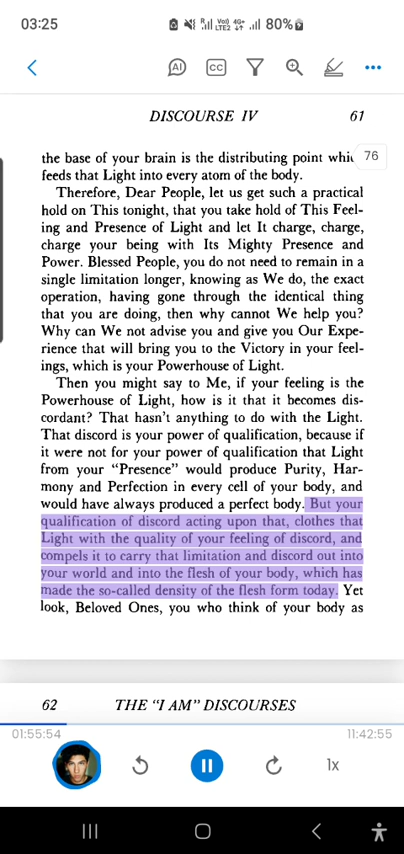 03:25
R LTE2 4G+ 80%
AI CC
DISCOURSE IV 61
76
the base of your brain is the distributing point whi
feeds that Light into every atom of the body.
Therefore, Dear People, let us get such a practical
hold on This tonight, that you take hold of This Feel-
ing and Presence of Light and let It charge, charge,
charge your being with Its Mighty Presence and
Power. Blessed People, you do not need to remain in a
single limitation longer, knowing as We do, the exact
operation, having gone through the identical thing
that you are doing, then why cannot We help you?
Why can We not advise you and give you Our Expe-
rience that will bring you to the Victory in your feel-
ings, which is your Powerhouse of Light.
Then you might say to Me, if your feeling is the
Powerhouse of Light, how is it that it becomes dis-
cordant? That hasn't anything to do with the Light.
That discord is your power of qualification, because if
it were not for your power of qualification that Light
from your “Presence” would produce Purity, Har-
mony and Perfection in every cell of your body, and
would have always produced a perfect body. But your
qualification of discord acting upon that, clothes that
Light with the quality of your feeling of discord, and
compels it to carry that limitation and discord out into
your world and into the flesh of your body, which has
made the so-called density of the flesh form today. Yet
look, Beloved Ones, you who think of your body as
62 THE “I AM” DISCOURSES
01:55:54 11:42:55
1x